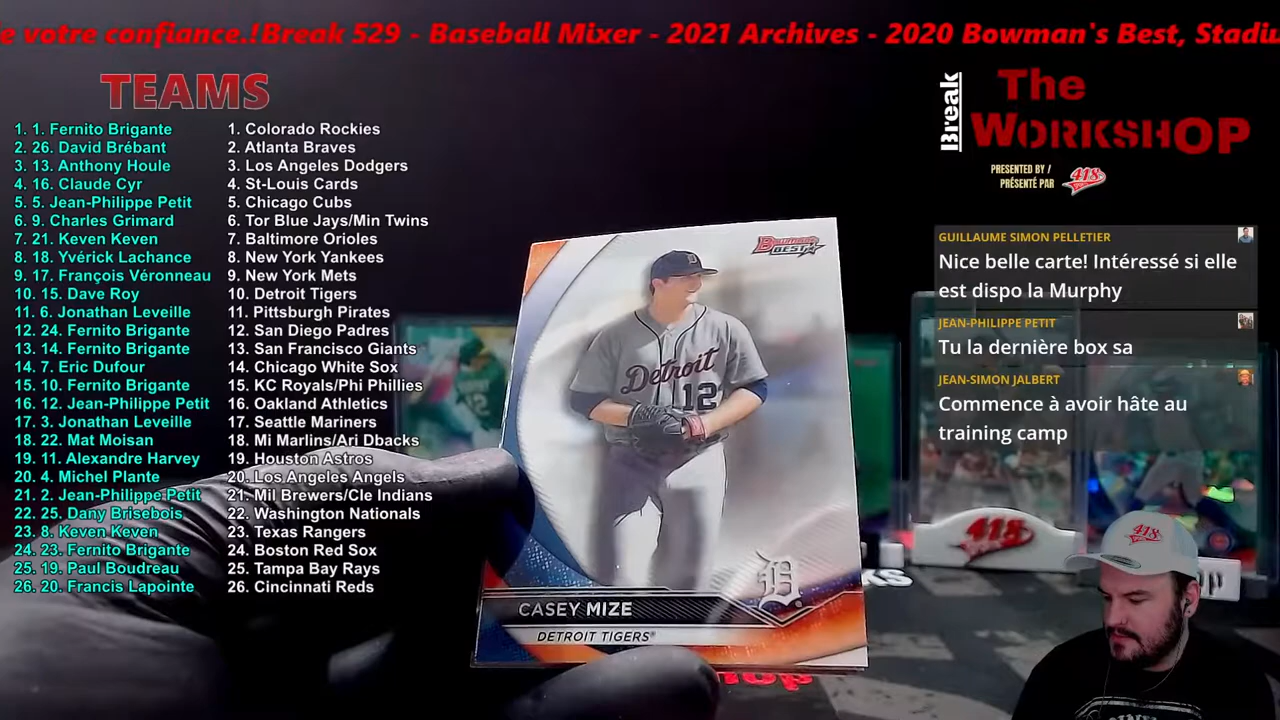 e votre confiance.!Break 529 - Baseball Mixer - 2021 Archives - 2020 Bowman's Best, Stadiu
TEAMS
1. 1. Fernito Brigante
2. 26. David Brébant
3. 13. Anthony Houle
4. 16. Claude Cyr
5. 5. Jean-Philippe Petit
6. 9. Charles Grimard
7. 21. Keven Keven
8. 18. Yvérick Lachance
9. 17. François Véronneau
10. 15. Dave Roy
11. 6. Jonathan Leveille
12. 24. Fernito Brigante
13. 14. Fernito Brigante
14. 7. Eric Dufour
15. 10. Fernito Brigante
16. 12. Jean-Philippe Petit
17. 3. Jonathan Leveille
18. 22. Mat Moisan
19. 11. Alexandre Harvey
20. 4. Michel Plante
21. 2. Jean-Philippe Petit
22. 25. Dany Brisebois
23. 8. Keven Keven
24. 23. Fernito Brigante
25. 19. Paul Boudreau
26. 20. Francis Lapointe
1. Colorado Rockies
2. Atlanta Braves
3. Los Angeles Dodgers
4. St-Louis Cards
5. Chicago Cubs
6. Tor Blue Jays/Min Twins
7. Baltimore Orioles
8. New York Yankees
9. New York Mets
10. Detroit Tigers
11. Pittsburgh Pirates
12. San Diego Padres
13. San Francisco Giants
14. Chicago White Sox
15. KC Royals/Phi Phillies
16. Oakland Athletics
17. Seattle Mariners
18. Mi Marlins/Ari Dbacks
19. Houston Astros
20. Los Angeles Angels
21. Mil Brewers/Cle Indians
22. Washington Nationals
23. Texas Rangers
24. Boston Red Sox
25. Tampa Bay Rays
26. Cincinnati Reds
Bowman's
BEST
Detroit
12
D
CASEY MIZE
DETROIT TIGERS®
Break
The
WORKSHOP
PRESENTED BY /
PRÉSENTÉ PAR
418
GUILLAUME SIMON PELLETIER
Nice belle carte! Intéressé si elle
est dispo la Murphy
JEAN-PHILIPPE PETIT
Tu la dernière box sa
JEAN-SIMON JALBERT
Commence à avoir hâte au
training camp
418
418